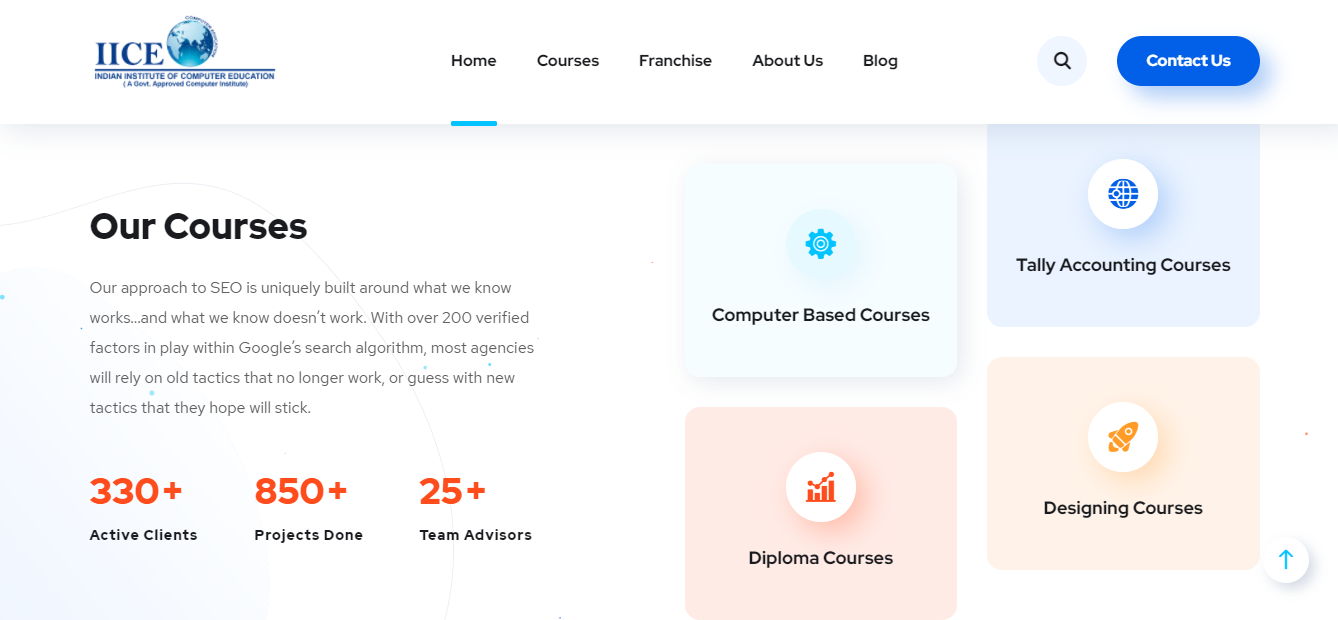 COMPUTER EDUCATION
IICE
INDIAN INSTITUTE OF COMPUTER EDUCATION
( A Govt. Approved Computer Institute)
Home
Courses
Franchise
About Us
Blog
Contact Us
Our Courses
Our approach to SEO is uniquely built around what we know
works…and what we know doesn’t work. With over 200 verified
factors in play within Google’s search algorithm, most agencies
will rely on old tactics that no longer work, or guess with new
tactics that they hope will stick.
330+
Active Clients
850+
Projects Done
25+
Team Advisors
Computer Based Courses
Tally Accounting Courses
Diploma Courses
Designing Courses